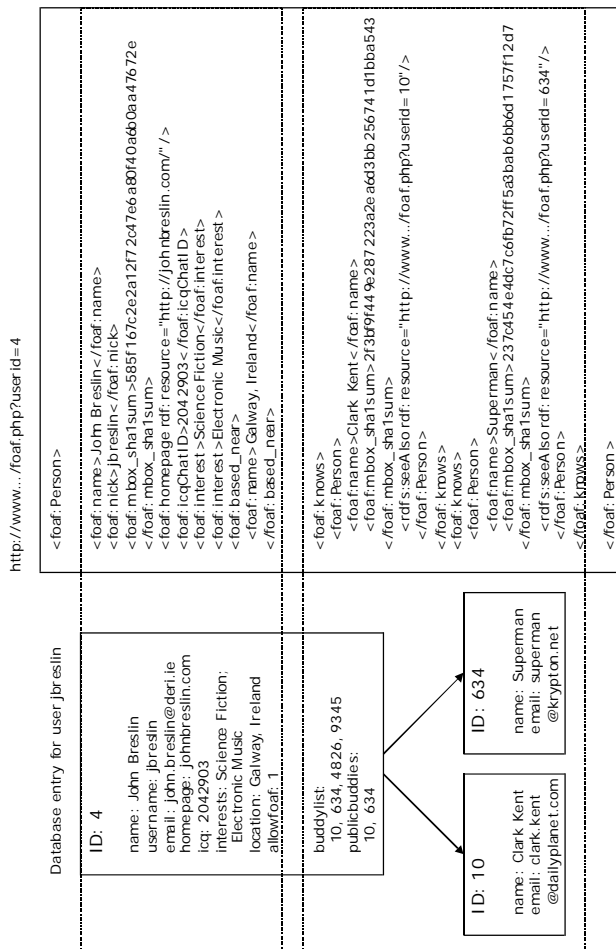 http://www.../foaf.php?userid=4
<foaf:Person>
<foaf:name>John Breslin</foaf:name>
<foaf:nick>jbreslin</foaf:nick>
<foaf:mbox_sha1sum>585f167c2e2a12f72c47e6a80f40a6b0aa47672e
</foaf:mbox_sha1sum>
<foaf:homepage rdf:resource="http://johnbreslin.com/" />
<foaf:icqChatID>2042903</foaf:icqChatID>
<foaf:interest>Science Fiction</foaf:interest>
<foaf:interest>Electronic Music</foaf:interest>
<foaf:based_near>
<foaf:name>Galway, Ireland</foaf:name>
</foaf:based_near>
<foaf:knows>
<foaf:Person>
<foaf:name>Clark Kent</foaf:name>
<foaf:mbox_sha1sum>2f3bf9f449e287223a2ea6d3bb256741d1bba543
</foaf:mbox_sha1sum>
<rdfs:seeAlso rdf:resource="http://www.../foaf.php?userid=10"/>
</foaf:Person>
</foaf:knows>
<foaf:knows>
<foaf:Person>
<foaf:name>Superman</foaf:name>
<foaf:mbox_sha1sum>237c454e4dc7c6fb72ff5a3bab6bb6d1757f12d7
</foaf:mbox_sha1sum>
<rdfs:seeAlso rdf:resource="http://www.../foaf.php?userid=634"/>
</foaf:Person>
</foaf:knows>
</foaf:Person>
Database entry for user jbreslin
ID: 4
name: John Breslin
username: jbreslin
email: john.breslin@deri.ie
homepage: johnbreslin.com
icq: 2042903
interests: Science Fiction;
Electronic Music
location: Galway, Ireland
allowfoaf: 1
buddylist:
10, 634, 4826, 9345
publicbuddies:
10, 634
ID: 10
name: Clark Kent
email: clark.kent
@dailyplanet.com
ID: 634
name: Superman
email: superman
@krypton.net